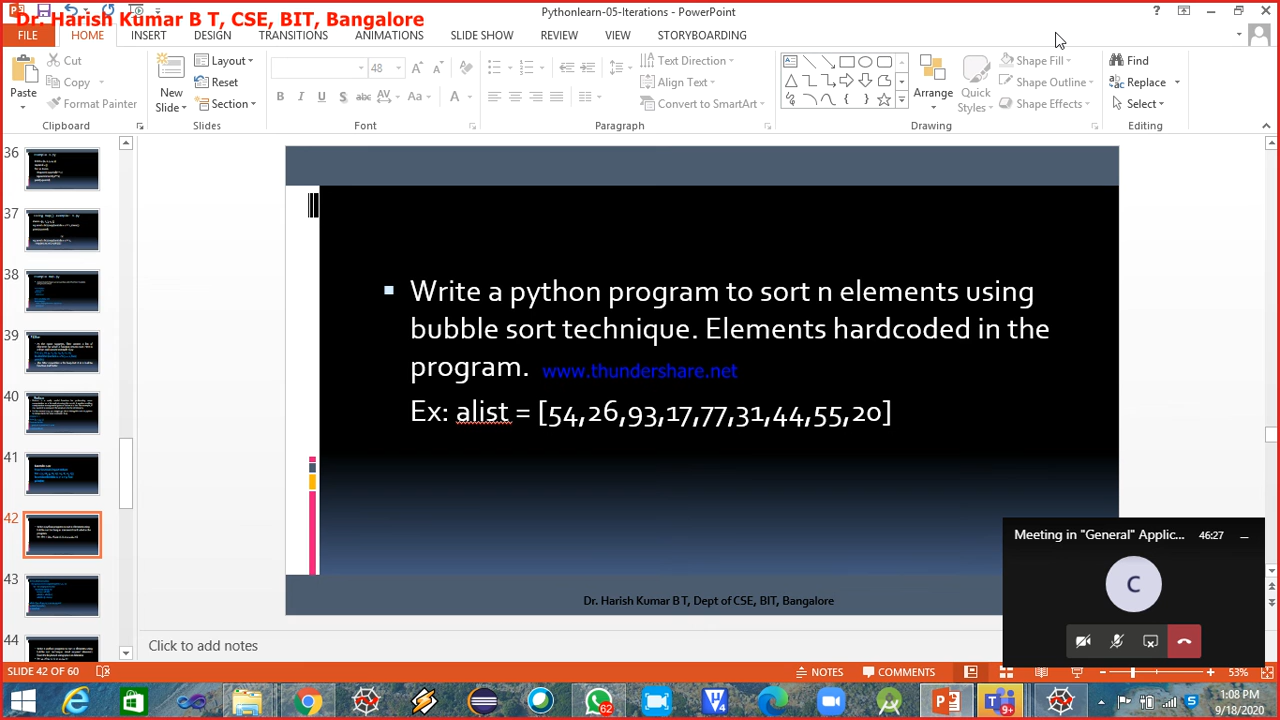 Dr. Harish Kumar B T, CSE, BIT, Bangalore
Pythonlearn-05-Iterations - PowerPoint
FILE HOME INSERT DESIGN TRANSITIONS ANIMATIONS SLIDE SHOW REVIEW VIEW STORYBOARDING
Paste
Cut
Copy
Format Painter
Clipboard
New Slide
Layout
Reset
Section
Slides
48
B I U S abc AV Aa A
Font
Text Direction
Align Text
Convert to SmartArt
Paragraph
Arrange
Quick Styles
Shape Fill
Shape Outline
Shape Effects
Drawing
Find
Replace
Select
Editing
36
37
38
39
40
41
42
43
44
Write a python program to sort n elements using
bubble sort technique. Elements hardcoded in the
program. www.thundershare.net
Ex: alist = [54,26,93,17,77,31,44,55,20]
Dr. Harish Kumar B T, Dept of CSE, BIT, Bangalore
Meeting in "General" Applic... 46:27
C
Click to add notes
SLIDE 42 OF 60
NOTES COMMENTS 53%
62
9+
1:08 PM
9/18/2020